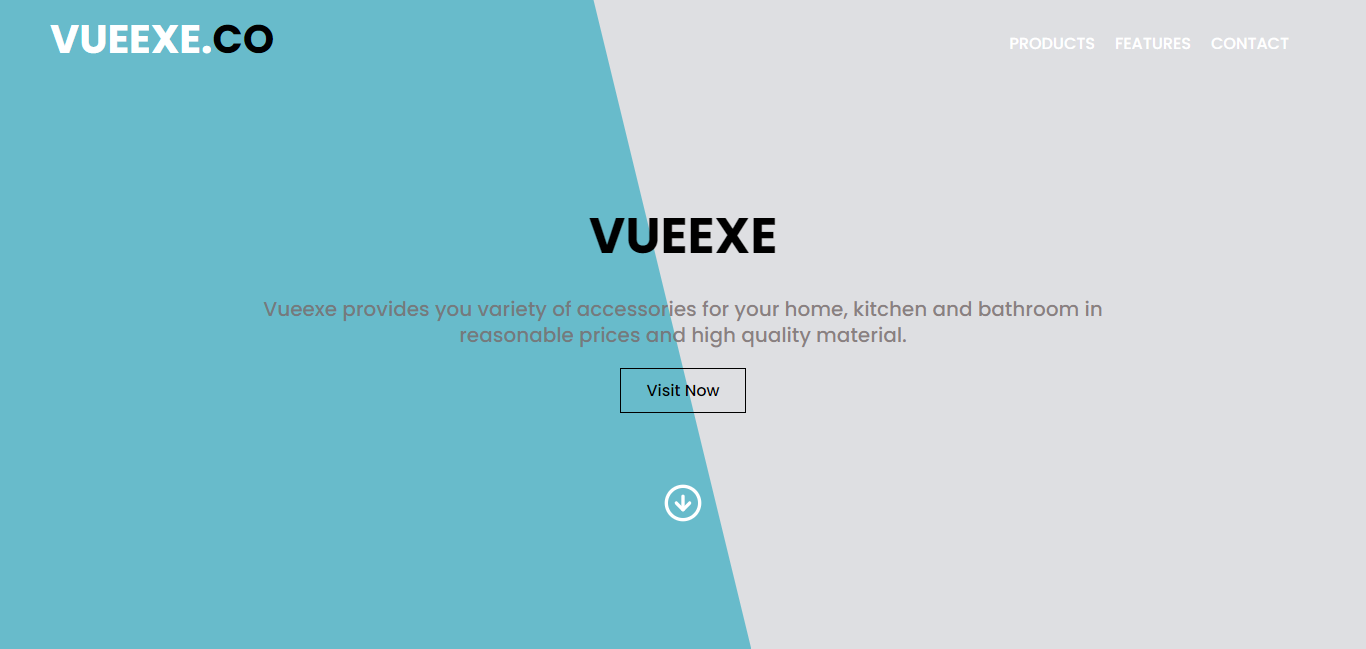 VUEEXE.CO
PRODUCTS FEATURES CONTACT
VUEEXE
Vueexe provides you variety of accessories for your home, kitchen and bathroom in
reasonable prices and high quality material.
Visit Now